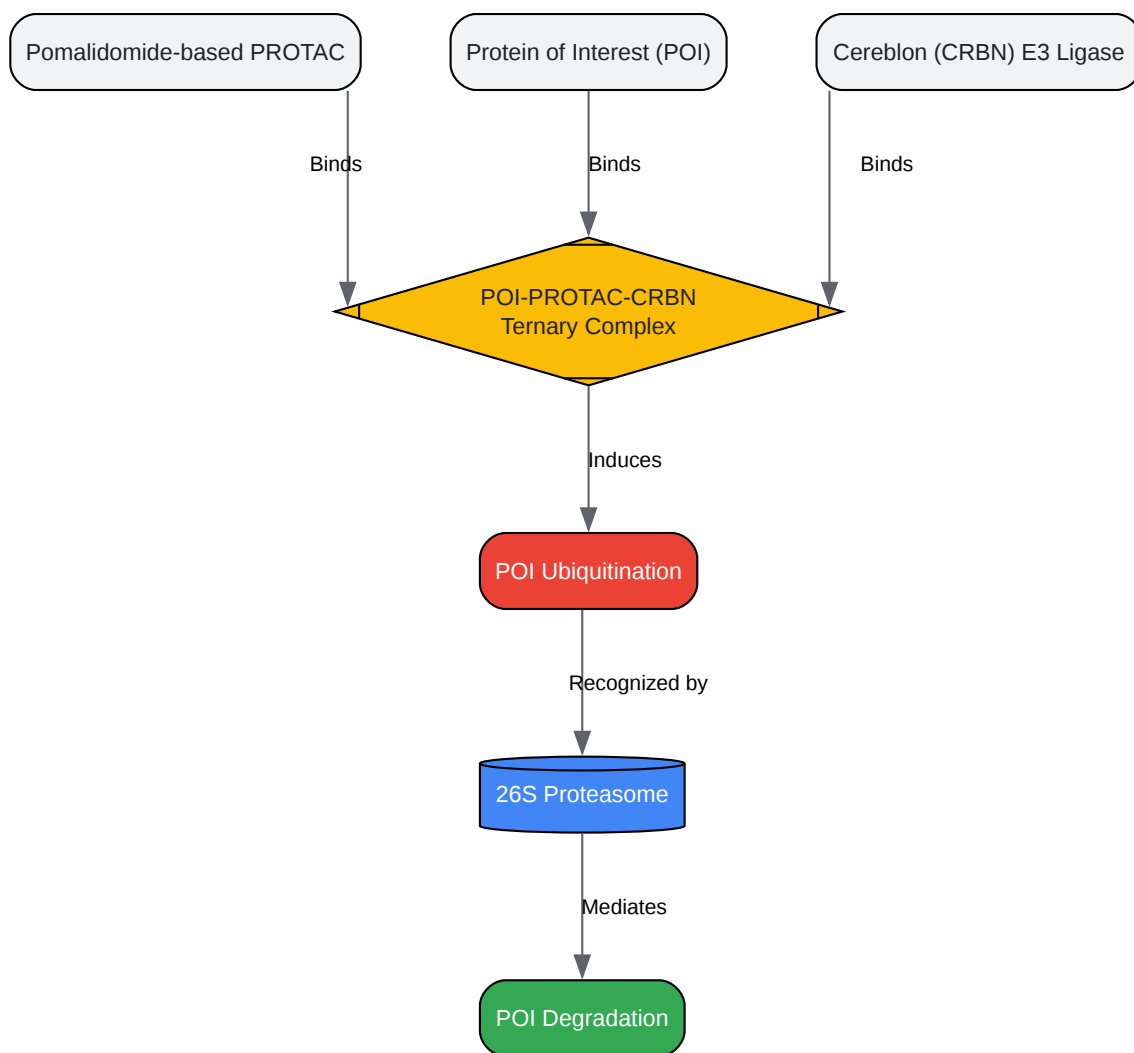 Pomalidomide-based PROTAC
Protein of Interest (POI)
Cereblon (CRBN) E3 Ligase
Binds
Binds
Binds
POI-PROTAC-CRBN
Ternary Complex
Induces
POI Ubiquitination
Recognized by
26S Proteasome
Mediates
POI Degradation